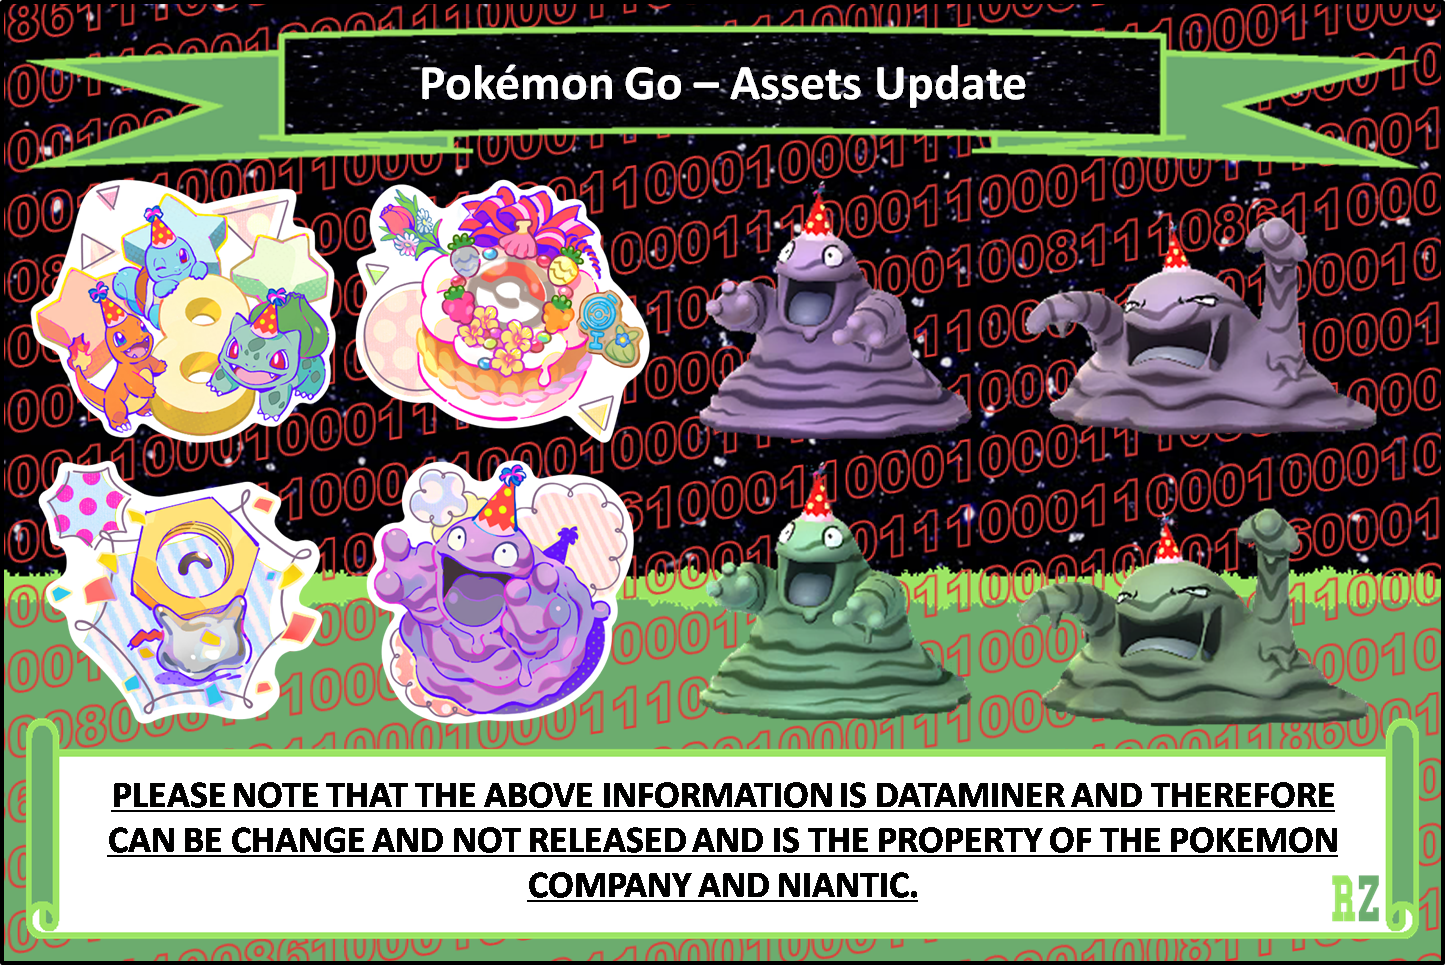 Pokémon Go – Assets Update
8
PLEASE NOTE THAT THE ABOVE INFORMATION IS DATAMINER AND THEREFORE
CAN BE CHANGE AND NOT RELEASED AND IS THE PROPERTY OF THE POKEMON
COMPANY AND NIANTIC.
RZ